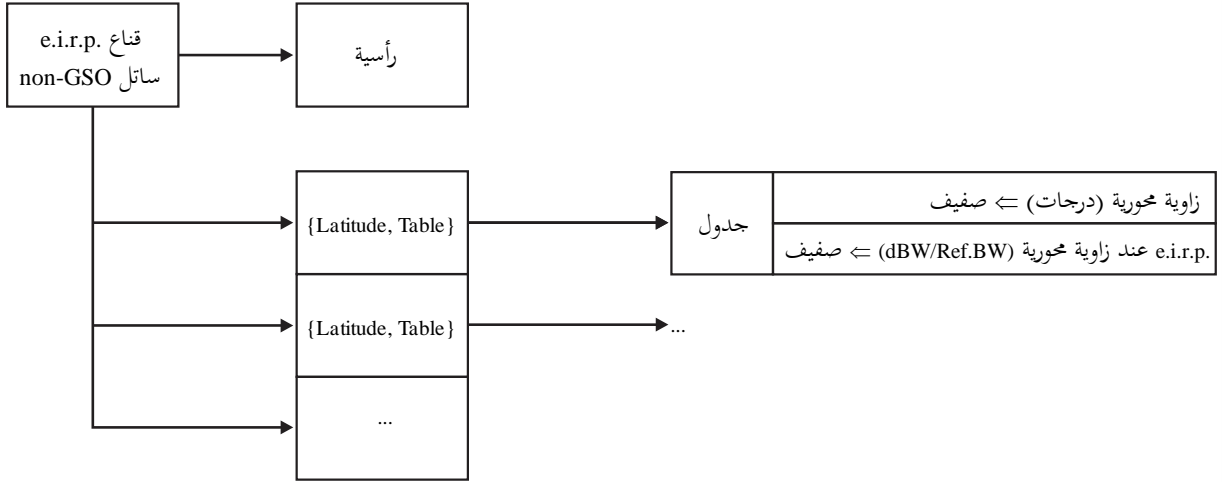 قناع e.i.r.p.
ساتل non-GSO
رأسية
{Latitude, Table}
جدول
زاوية محورية (درجات) ⇐ صفيف
e.i.r.p. عند زاوية محورية (dBW/Ref.BW) ⇐ صفيف
{Latitude, Table}
...
...